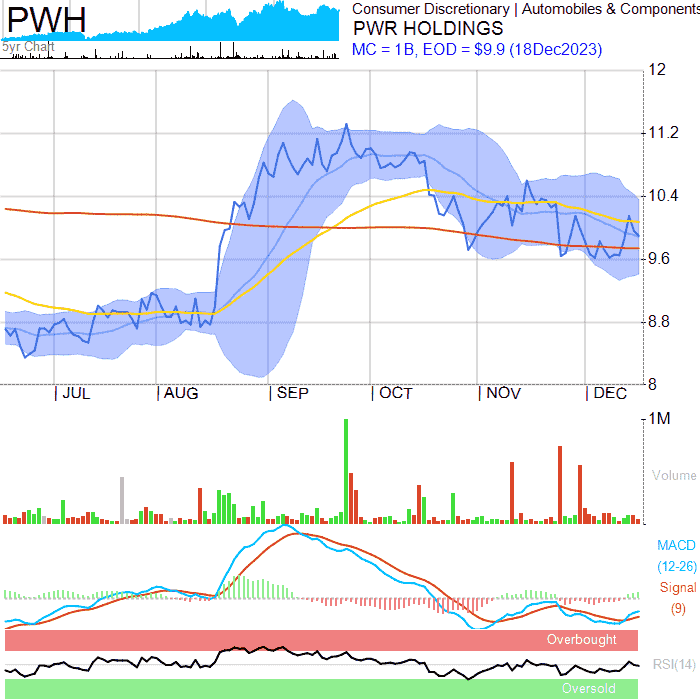 PWH
5yr Chart
Consumer Discretionary | Automobiles & Components
PWR HOLDINGS
MC = 1B, EOD = $9.9 (18Dec2023)
12
11.2
10.4
9.6
8.8
8
JUL
AUG
SEP
OCT
NOV
DEC
1M
Volume
MACD
(12-26)
Signal
(9)
Overbought
RSI(14)
Oversold